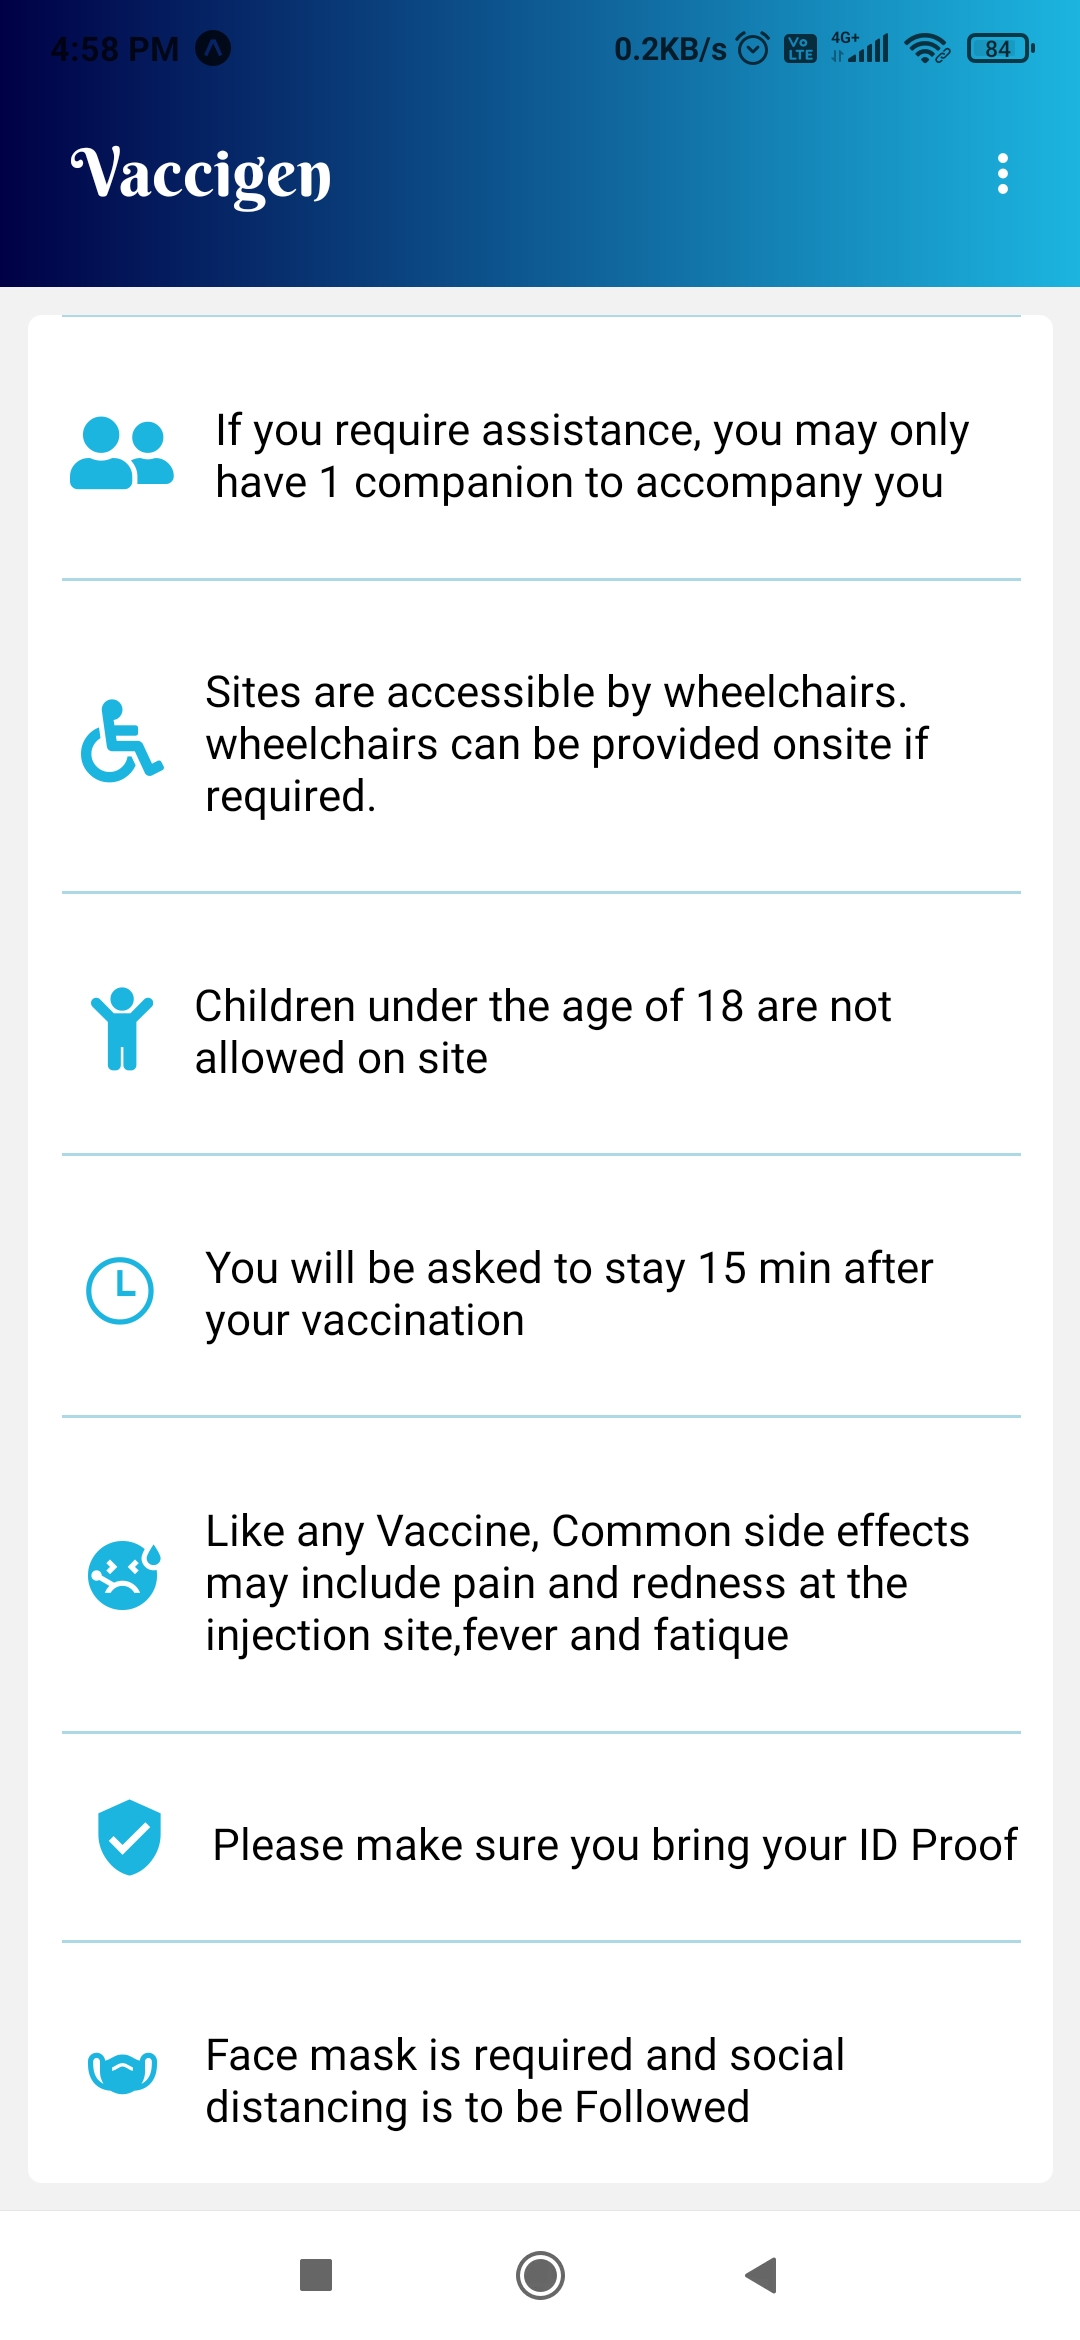 4:58 PM
0.2KB/s
Vo
LTE
4G+
84
Vaccigen
If you require assistance, you may only
have 1 companion to accompany you
Sites are accessible by wheelchairs.
wheelchairs can be provided onsite if
required.
Children under the age of 18 are not
allowed on site
You will be asked to stay 15 min after
your vaccination
Like any Vaccine, Common side effects
may include pain and redness at the
injection site,fever and fatique
Please make sure you bring your ID Proof
Face mask is required and social
distancing is to be Followed